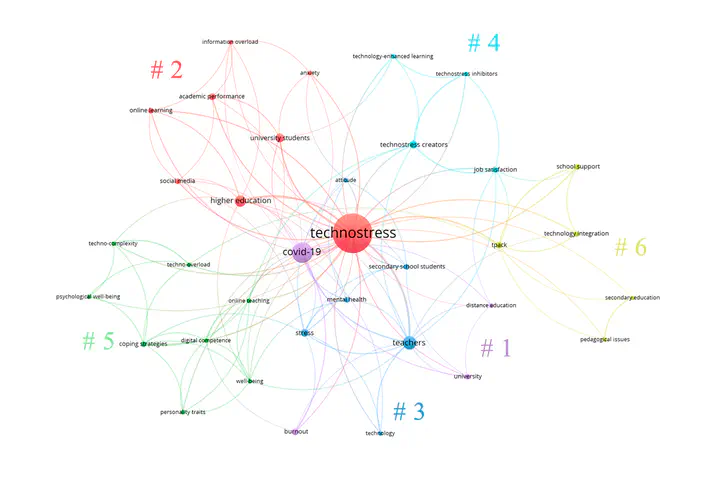 information overload
# 4
technology-enhanced learning
# 2
anxiety
technostress inhibitors
academic performance
online learning
university students
technostress creators
school support
job satisfaction
social media
attitude
higher education
technostress
technology integration
techno-complexity
covid-19
tpack
# 6
techno-overload
secondary school students
psychological well-being
online teaching
mental health
distance education
secondary education
stress
# 5
coping strategies
digital competence
teachers
# 1
pedagogical issues
well-being
university
personality traits
# 3
burnout
technology